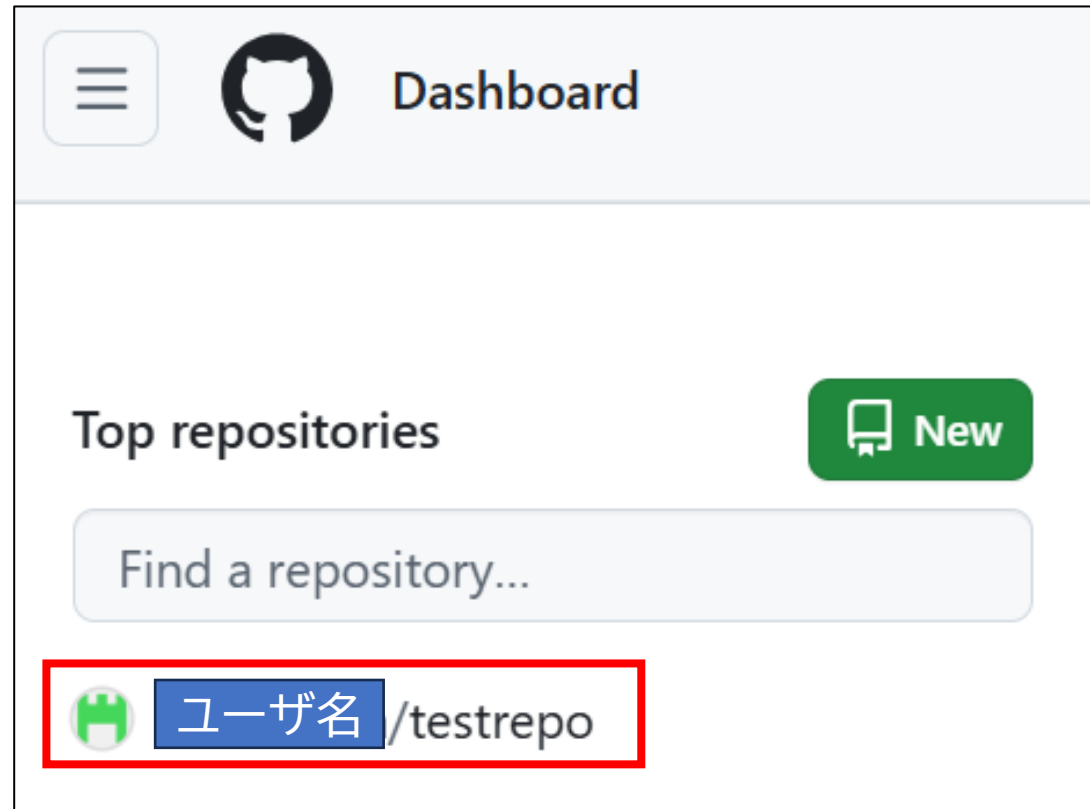 Dashboard
Top repositories
New
Find a repository...
ユーザ名/testrepo